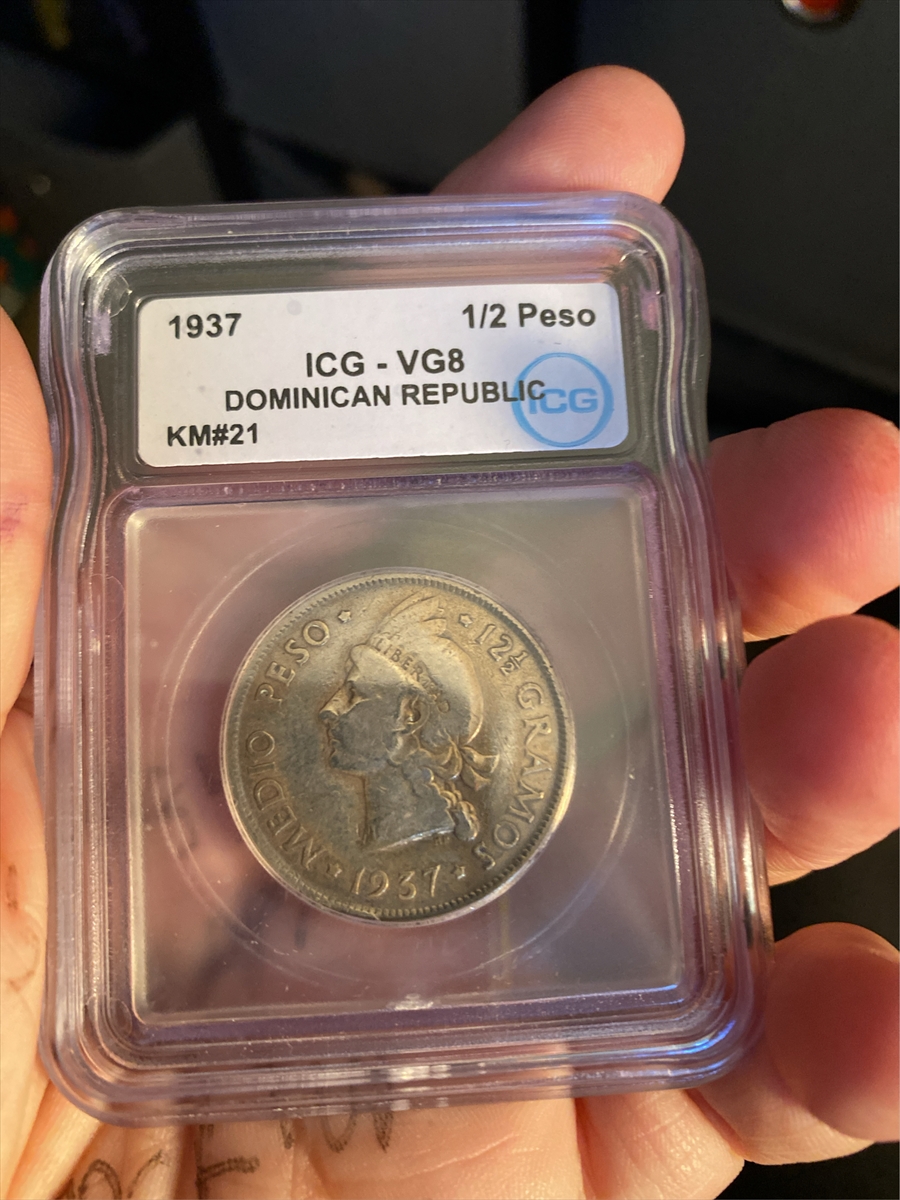 1937 1/2 Peso
ICG - VG8
DOMINICAN REPUBLIC
ICG
KM#21
MEDIO PESO 12½ GRAMOS
LIBERTAD
1937